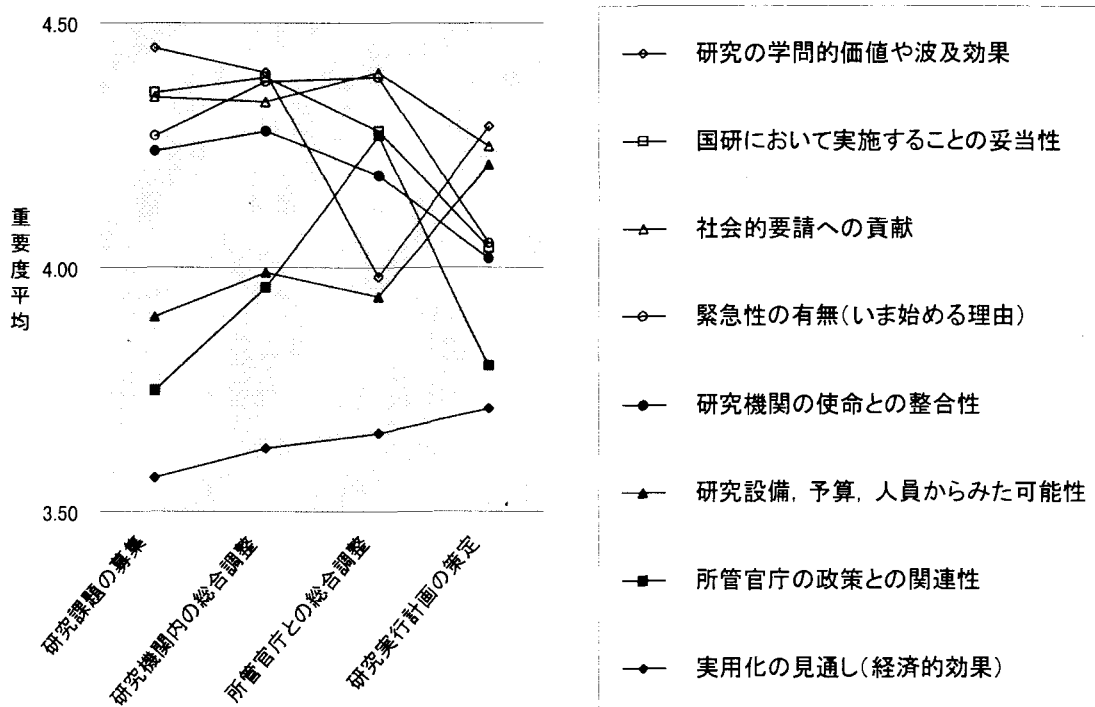 4.50
4.00
3.50
重要度平均
研究課題の募集
研究機関内の総合調整
所管官庁との総合調整
研究実行計画の策定
研究の学問的価値や波及効果
国研において実施することの妥当性
社会的要請への貢献
緊急性の有無(いま始める理由)
研究機関の使命との整合性
研究設備, 予算, 人員からみた可能性
所管官庁の政策との関連性
実用化の見通し(経済的効果)